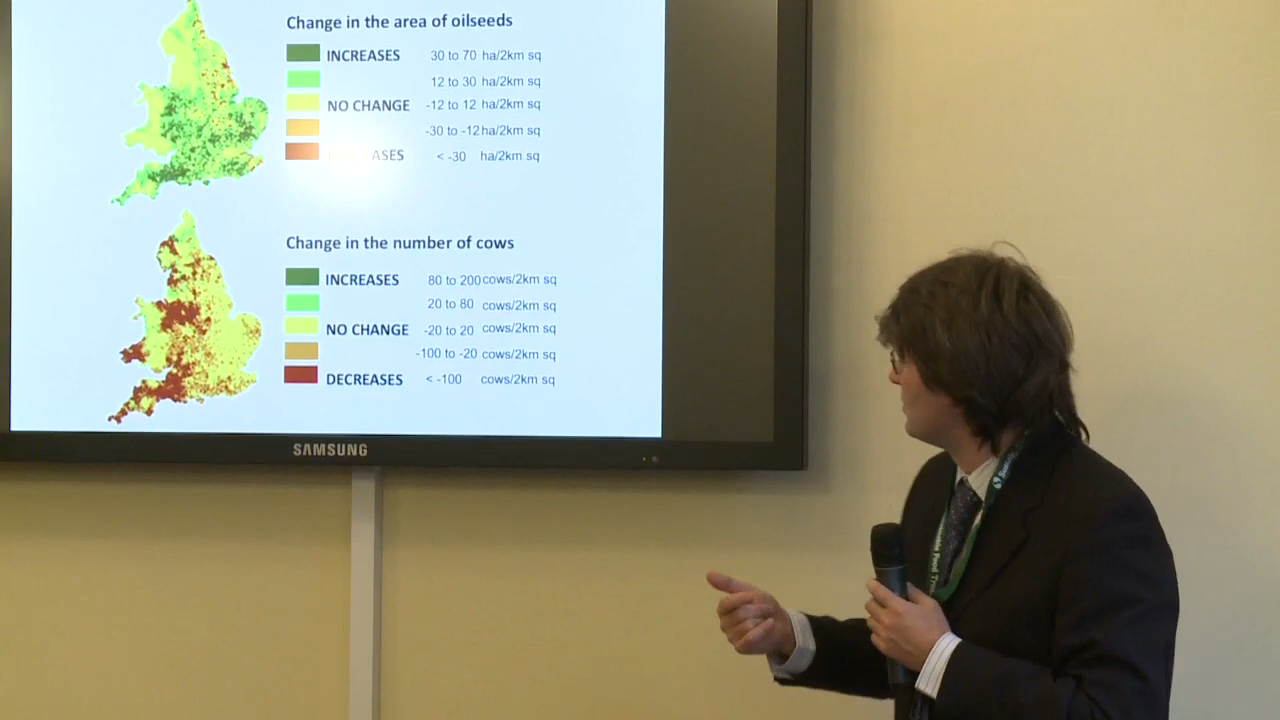 Change in the area of oilseeds
INCREASES 30 to 70 ha/2km sq
12 to 30 ha/2km sq
NO CHANGE -12 to 12 ha/2km sq
-30 to -12 ha/2km sq
ASES < -30 ha/2km sq
Change in the number of cows
INCREASES 80 to 200 cows/2km sq
20 to 80 cows/2km sq
NO CHANGE -20 to 20 cows/2km sq
-100 to -20 cows/2km sq
DECREASES < -100 cows/2km sq
SAMSUNG
Food